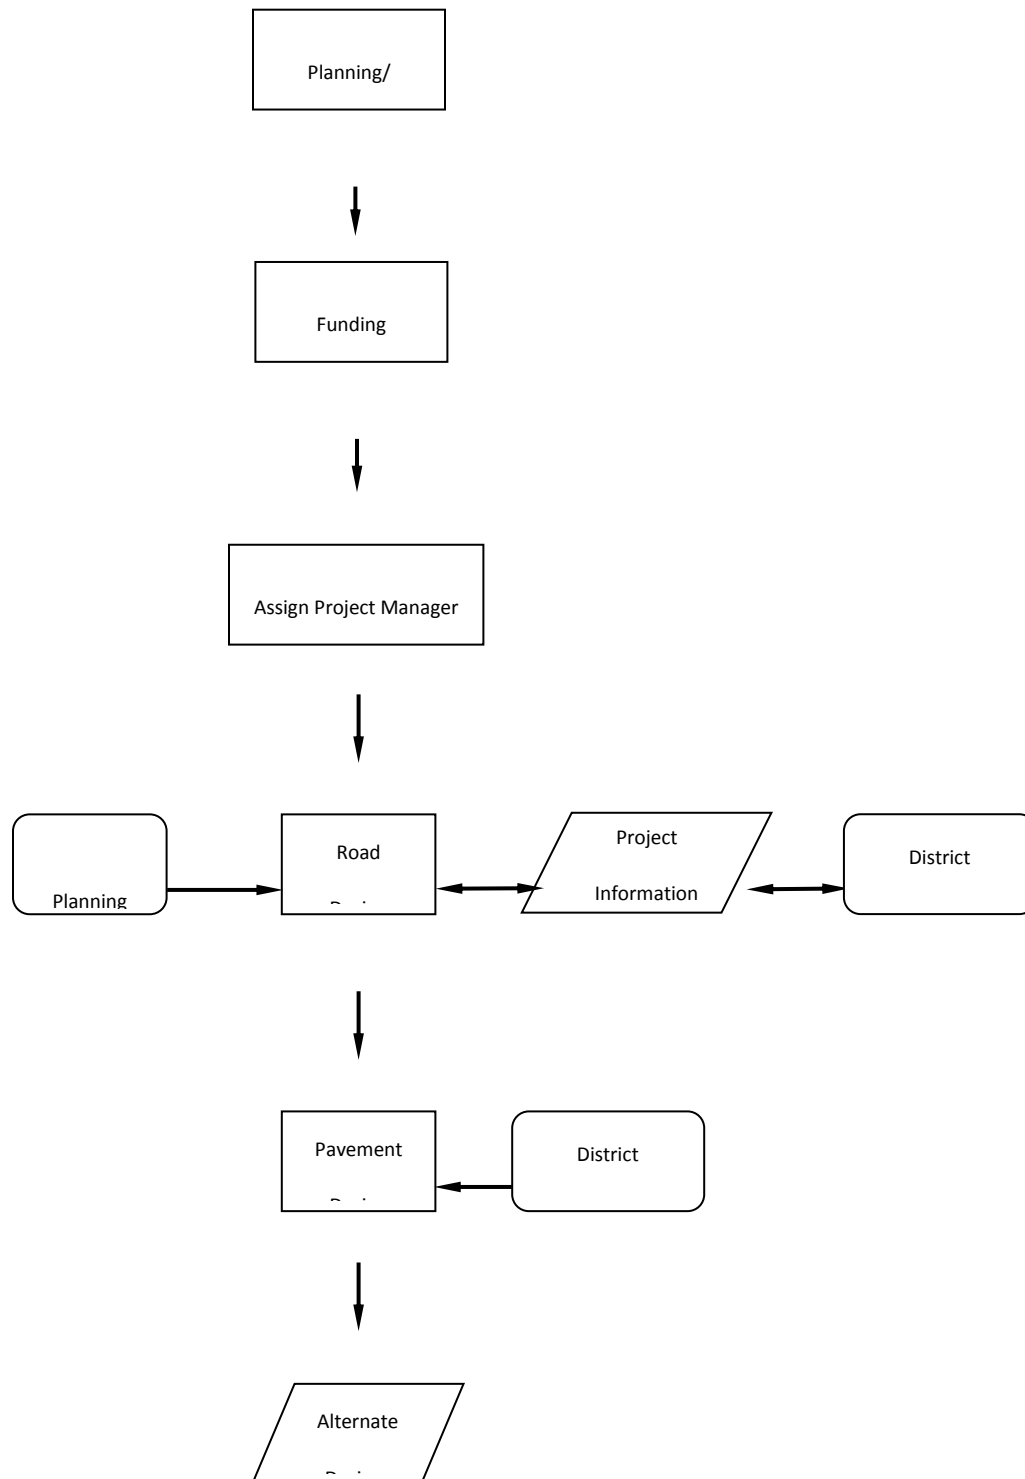 Planning/
Funding
Assign Project Manager
Planning
Road
Project
Information
District
Pavement
District
Alternate